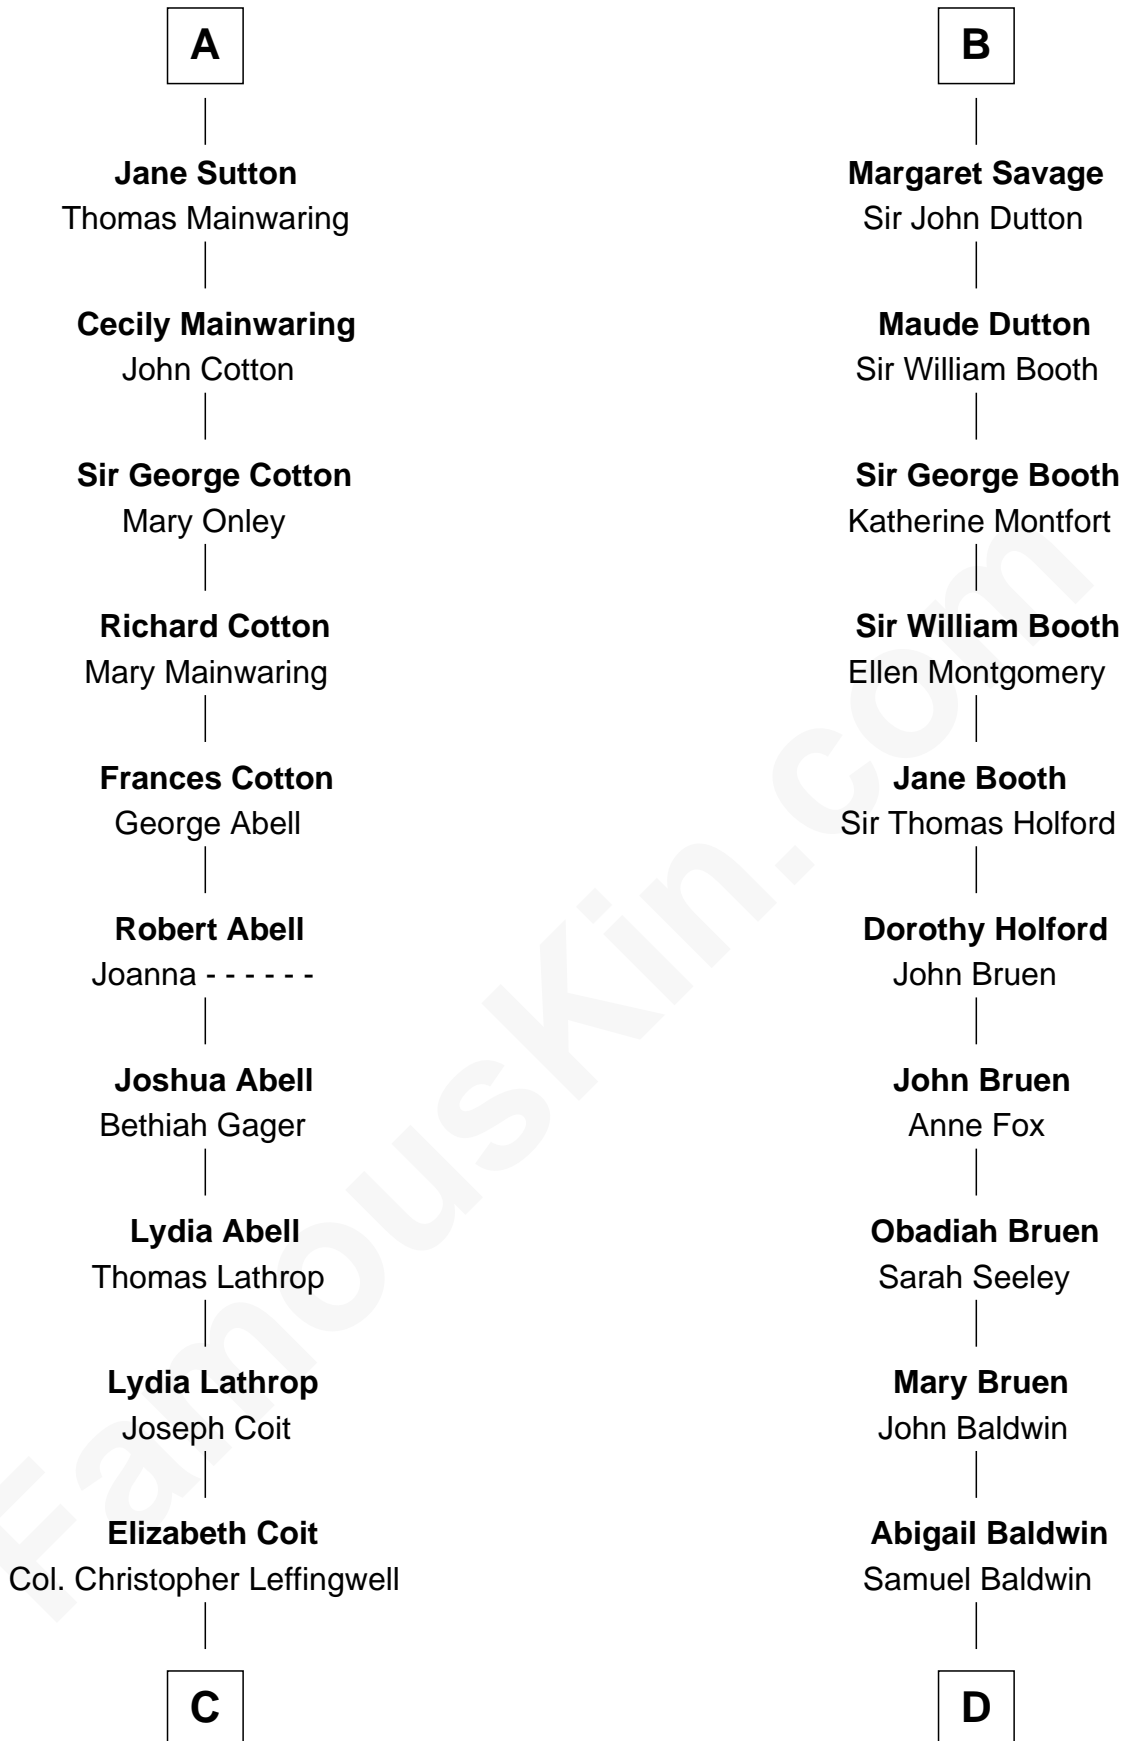 A
Jane Sutton
Thomas Mainwaring
Cecily Mainwaring
John Cotton
Sir George Cotton
Mary Onley
Richard Cotton
Mary Mainwaring
Frances Cotton
George Abell
Robert Abell
Joanna - - - - - -
Joshua Abell
Bethiah Gager
Lydia Abell
Thomas Lathrop
Lydia Lathrop
Joseph Coit
Elizabeth Coit
Col. Christopher Leffingwell
C
B
Margaret Savage
Sir John Dutton
Maude Dutton
Sir William Booth
Sir George Booth
Katherine Montfort
Sir William Booth
Ellen Montgomery
Jane Booth
Sir Thomas Holford
Dorothy Holford
John Bruen
John Bruen
Anne Fox
Obadiah Bruen
Sarah Seeley
Mary Bruen
John Baldwin
Abigail Baldwin
Samuel Baldwin
D
FamousKin.com